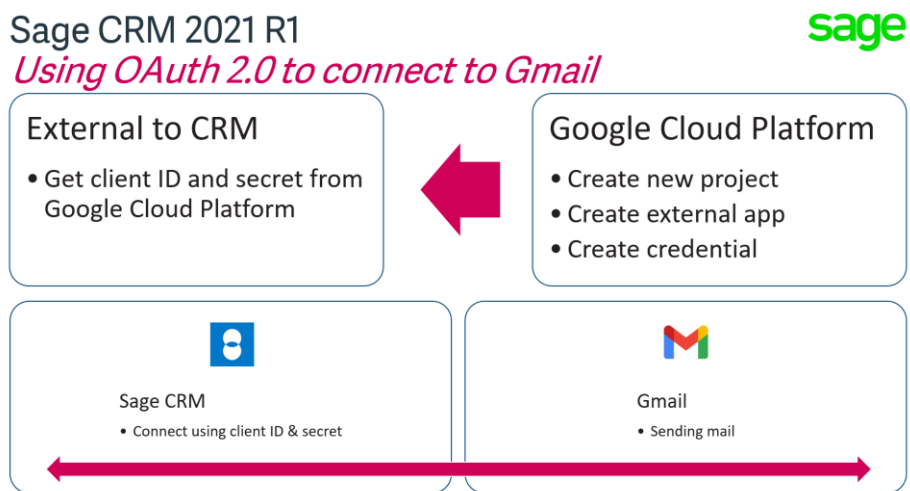 Sage CRM 2021 R1
sage
Using OAuth 2.0 to connect to Gmail
External to CRM
• Get client ID and secret from
Google Cloud Platform
Google Cloud Platform
• Create new project
• Create external app
• Create credential
Sage CRM
• Connect using client ID & secret
Gmail
• Sending mail